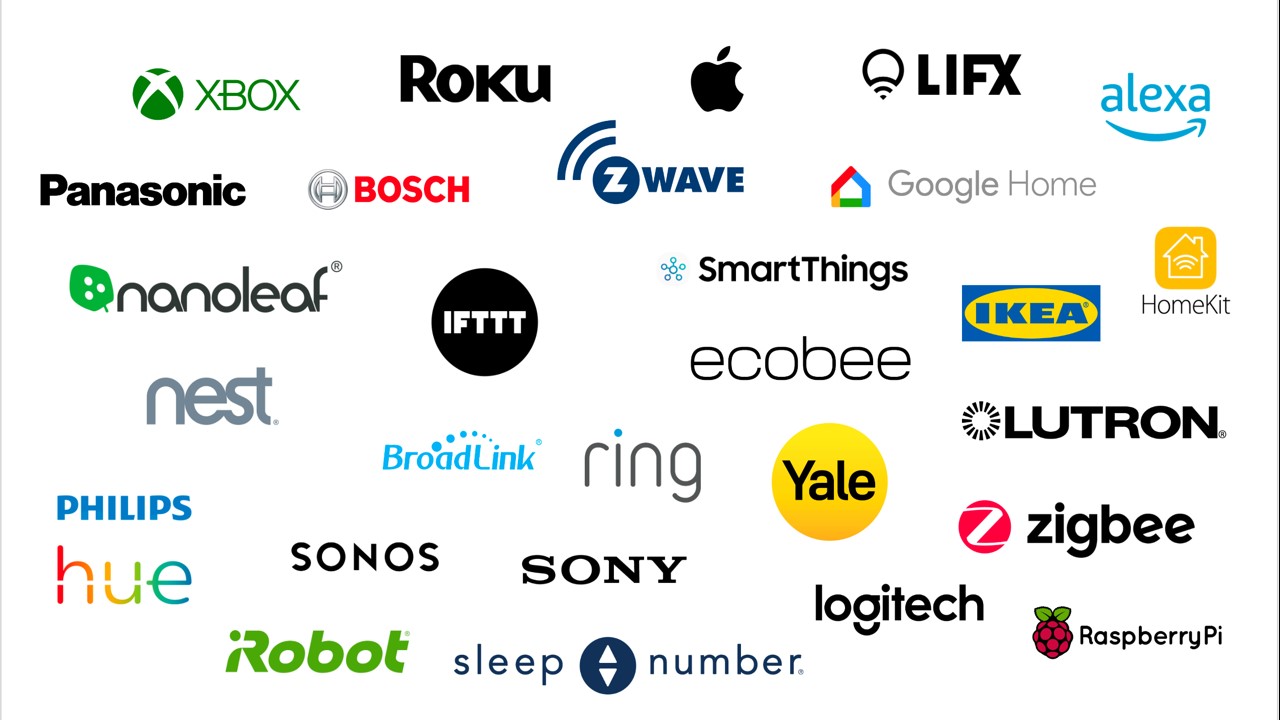 XBOX
ROKU
LIFX
alexa
Panasonic
BOSCH
Z WAVE
Google Home
nanoleaf®
IFTTT
SmartThings
IKEA®
HomeKit
nest®
ecobee
LUTRON®
BroadLink®
ring
Yale
PHILIPS
hue
zigbee
SONOS
SONY
logitech
RaspberryPi
iRobot®
sleep number®